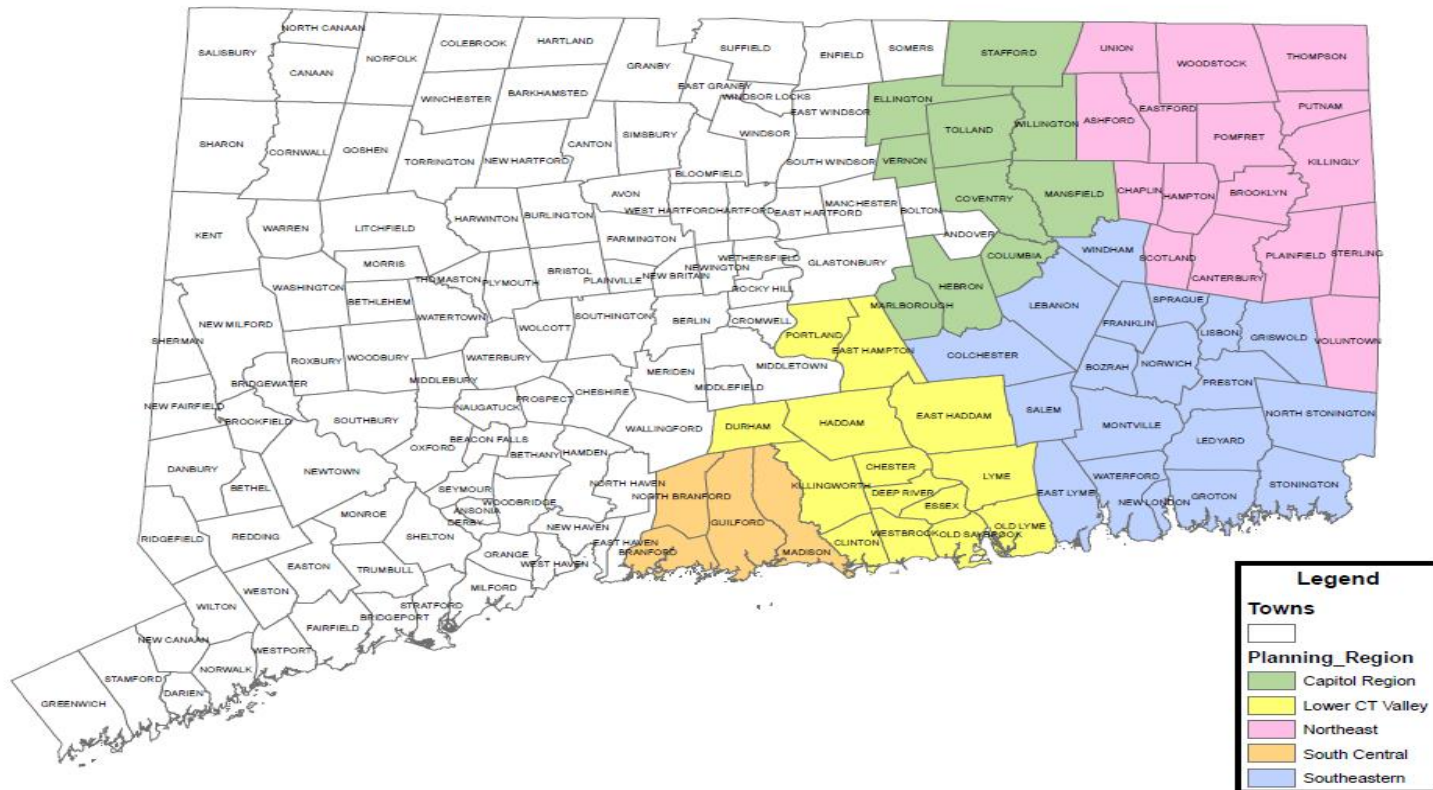 NORTH CANAAN
SALISBURY
CANAAN
NORFOLK
COLEBROOK
HARTLAND
SUFFIELD
ENFIELD
SOMERS
STAFFORD
UNION
WOODSTOCK
THOMPSON
GRANBY
EAST GRANBY
WINDSOR LOCKS
WINCHESTER
BARKHAMSTED
EAST WINDSOR
ELLINGTON
TOLLAND
WILLINGTON
ASHFORD
EASTFORD
PUTNAM
POMFRET
SHARON
CORNWALL
GOSHEN
TORRINGTON
NEW HARTFORD
CANTON
SIMSBURY
BLOOMFIELD
WINDSOR
SOUTH WINDSOR
VERNON
KILLINGLY
AVON
WEST HARTFORD
HARTFORD
EAST HARTFORD
MANCHESTER
BOLTON
COVENTRY
MANSFIELD
CHAPLIN
HAMPTON
BROOKLYN
KENT
WARREN
LITCHFIELD
HARWINTON
BURLINGTON
FARMINGTON
ANDOVER
COLUMBIA
WINDHAM
SCOTLAND
CANTERBURY
PLAINFIELD
STERLING
WASHINGTON
MORRIS
BETHLEHEM
THOMASTON
PLYMOUTH
BRISTOL
PLAINVILLE
NEW BRITAIN
NEWINGTON
WETHERSFIELD
ROCKY HILL
GLASTONBURY
HEBRON
MARLBOROUGH
LEBANON
FRANKLIN
SPRAGUE
LISBON
GRISWOLD
VOLUNTOWN
NEW MILFORD
SHERMAN
ROXBURY
WOODBURY
WATERTOWN
WATERBURY
WOLCOTT
SOUTHINGTON
BERLIN
CROMWELL
PORTLAND
EAST HAMPTON
COLCHESTER
BOZRAH
NORWICH
PRESTON
BRIDGEWATER
MIDDLEBURY
NAUGATUCK
PROSPECT
CHESHIRE
MERIDEN
MIDDLEFIELD
MIDDLETOWN
NEW FAIRFIELD
BROOKFIELD
SOUTHBURY
OXFORD
BEACON FALLS
BETHANY
HAMDEN
WALLINGFORD
DURHAM
HADDAM
EAST HADDAM
SALEM
MONTVILLE
LEDYARD
NORTH STONINGTON
DANBURY
BETHEL
NEWTOWN
SEYMOUR
WOODBRIDGE
NORTH HAVEN
NORTH BRANFORD
KILLINGWORTH
CHESTER
DEEP RIVER
ESSEX
LYME
EAST LYME
WATERFORD
NEW LONDON
GROTON
STONINGTON
MONROE
ANSONIA
DERBY
SHELTON
NEW HAVEN
EAST HAVEN
BRANFORD
GUILFORD
MADISON
CLINTON
WESTBROOK
OLD SAYBROOK
OLD LYME
RIDGEFIELD
REDDING
EASTON
TRUMBULL
ORANGE
WEST HAVEN
MILFORD
WILTON
WESTON
FAIRFIELD
BRIDGEPORT
STRATFORD
NEW CANAAN
NORWALK
WESTPORT
GREENWICH
STAMFORD
DARIEN
Legend
Towns
Planning_Region
Capitol Region
Lower CT Valley
Northeast
South Central
Southeastern